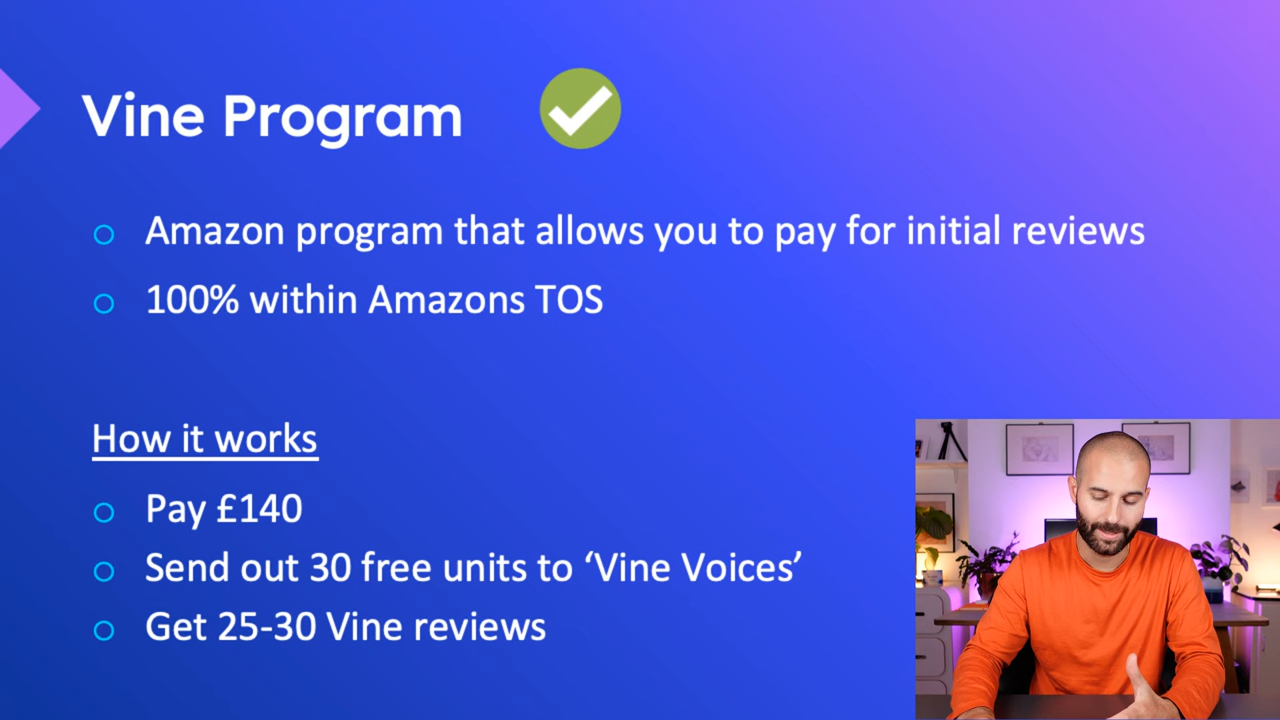 Vine Program
Amazon program that allows you to pay for initial reviews
100% within Amazons TOS
How it works
Pay £140
Send out 30 free units to ‘Vine Voices’
Get 25-30 Vine reviews